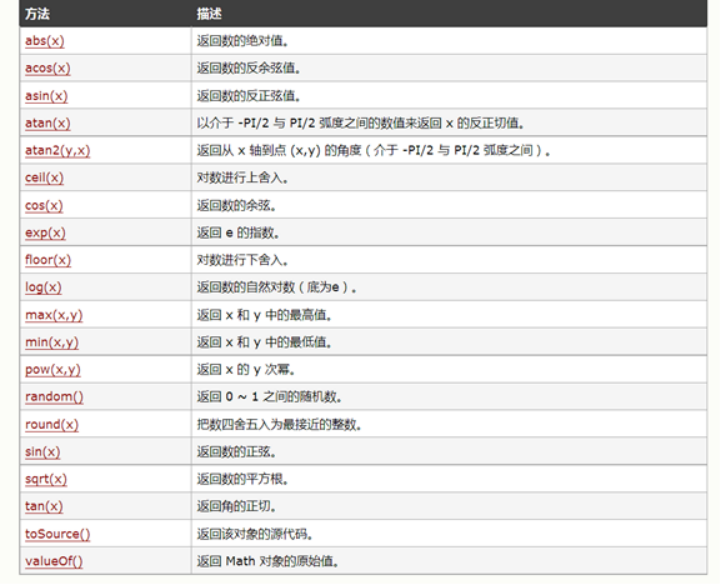 方法 描述
abs(x) 返回数的绝对值。
acos(x) 返回数的反余弦值。
asin(x) 返回数的反正弦值。
atan(x) 以介于 -PI/2 与 PI/2 弧度之间的数值来返回 x 的反正切值。
atan2(y,x) 返回从 x 轴到点 (x,y) 的角度（介于 -PI/2 与 PI/2 弧度之间）。
ceil(x) 对数进行上舍入。
cos(x) 返回数的余弦。
exp(x) 返回 e 的指数。
floor(x) 对数进行下舍入。
log(x) 返回数的自然对数（底为e）。
max(x,y) 返回 x 和 y 中的最高值。
min(x,y) 返回 x 和 y 中的最低值。
pow(x,y) 返回 x 的 y 次幂。
random() 返回 0 ~ 1 之间的随机数。
round(x) 把数四舍五入为最接近的整数。
sin(x) 返回数的正弦。
sqrt(x) 返回数的平方根。
tan(x) 返回角的正切。
toSource() 返回该对象的源代码。
valueOf() 返回 Math 对象的原始值。